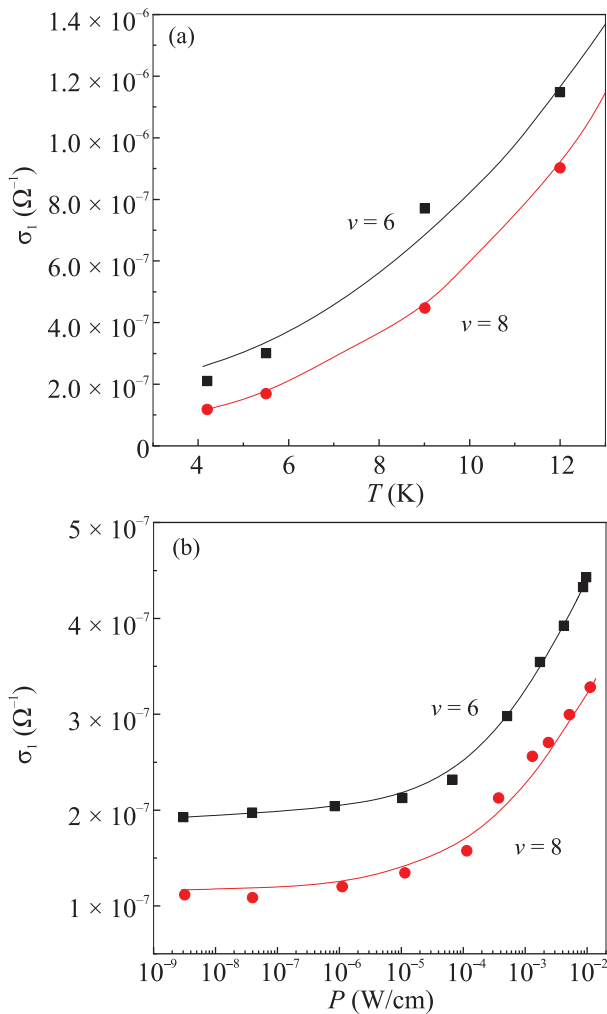 (a)
1.4 × 10⁻⁶
1.2 × 10⁻⁶
1.0 × 10⁻⁶
8.0 × 10⁻⁷
6.0 × 10⁻⁷
4.0 × 10⁻⁷
2.0 × 10⁻⁷
0
σ₁ (Ω⁻¹)
ν = 6
ν = 8
4 6 8 10 12
T (K)
(b)
5 × 10⁻⁷
4 × 10⁻⁷
3 × 10⁻⁷
2 × 10⁻⁷
1 × 10⁻⁷
σ₁ (Ω⁻¹)
ν = 6
ν = 8
10⁻⁹ 10⁻⁸ 10⁻⁷ 10⁻⁶ 10⁻⁵ 10⁻⁴ 10⁻³ 10⁻²
P (W/cm)